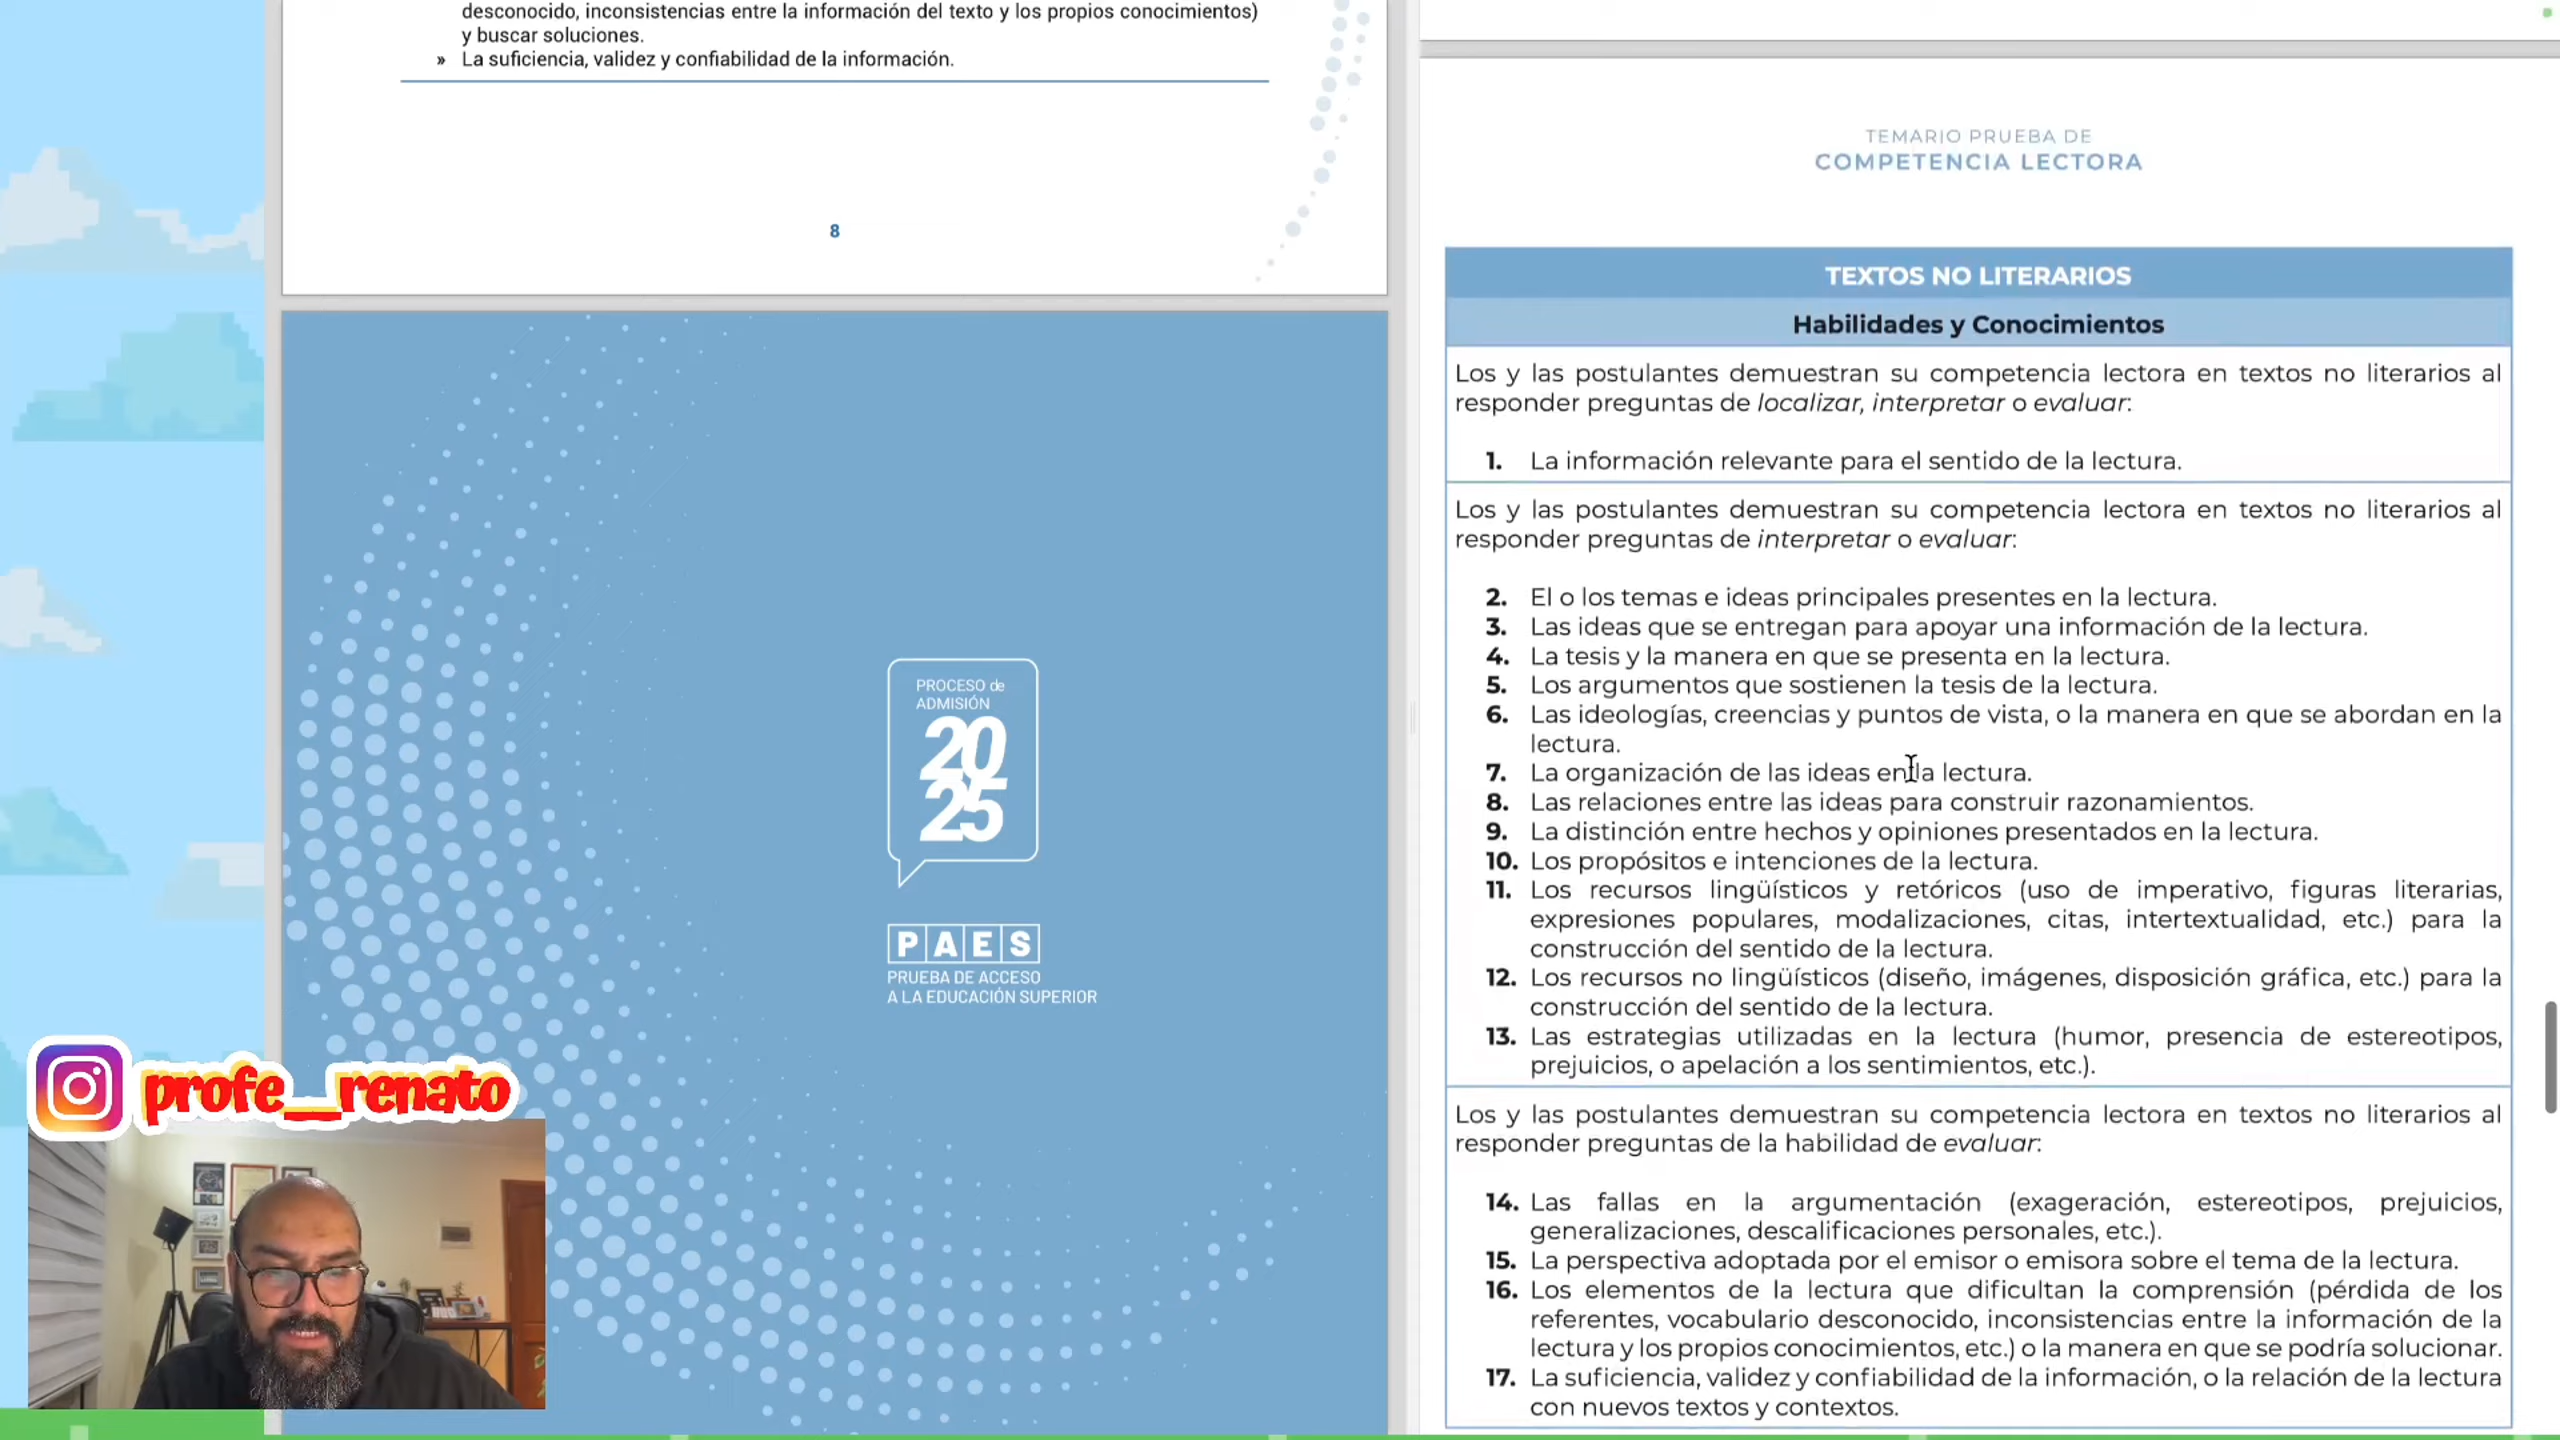 desconocido, inconsistencias entre la información del texto y los propios conocimientos)
y buscar soluciones.
» La suficiencia, validez y confiabilidad de la información.
8
PROCESO de
ADMISIÓN
20
25
PAES
PRUEBA DE ACCESO
A LA EDUCACIÓN SUPERIOR
profe__renato
TEMARIO PRUEBA DE
COMPETENCIA LECTORA
TEXTOS NO LITERARIOS
Habilidades y Conocimientos
Los y las postulantes demuestran su competencia lectora en textos no literarios al
responder preguntas de localizar, interpretar o evaluar:
1. La información relevante para el sentido de la lectura.
Los y las postulantes demuestran su competencia lectora en textos no literarios al
responder preguntas de interpretar o evaluar:
2. El o los temas e ideas principales presentes en la lectura.
3. Las ideas que se entregan para apoyar una información de la lectura.
4. La tesis y la manera en que se presenta en la lectura.
5. Los argumentos que sostienen la tesis de la lectura.
6. Las ideologías, creencias y puntos de vista, o la manera en que se abordan en la
lectura.
7. La organización de las ideas en la lectura.
8. Las relaciones entre las ideas para construir razonamientos.
9. La distinción entre hechos y opiniones presentados en la lectura.
10. Los propósitos e intenciones de la lectura.
11. Los recursos lingüísticos y retóricos (uso de imperativo, figuras literarias,
expresiones populares, modalizaciones, citas, intertextualidad, etc.) para la
construcción del sentido de la lectura.
12. Los recursos no lingüísticos (diseño, imágenes, disposición gráfica, etc.) para la
construcción del sentido de la lectura.
13. Las estrategias utilizadas en la lectura (humor, presencia de estereotipos,
prejuicios, o apelación a los sentimientos, etc.).
Los y las postulantes demuestran su competencia lectora en textos no literarios al
responder preguntas de la habilidad de evaluar:
14. Las fallas en la argumentación (exageración, estereotipos, prejuicios,
generalizaciones, descalificaciones personales, etc.).
15. La perspectiva adoptada por el emisor o emisora sobre el tema de la lectura.
16. Los elementos de la lectura que dificultan la comprensión (pérdida de los
referentes, vocabulario desconocido, inconsistencias entre la información de la
lectura y los propios conocimientos, etc.) o la manera en que se podría solucionar.
17. La suficiencia, validez y confiabilidad de la información, o la relación de la lectura
con nuevos textos y contextos.